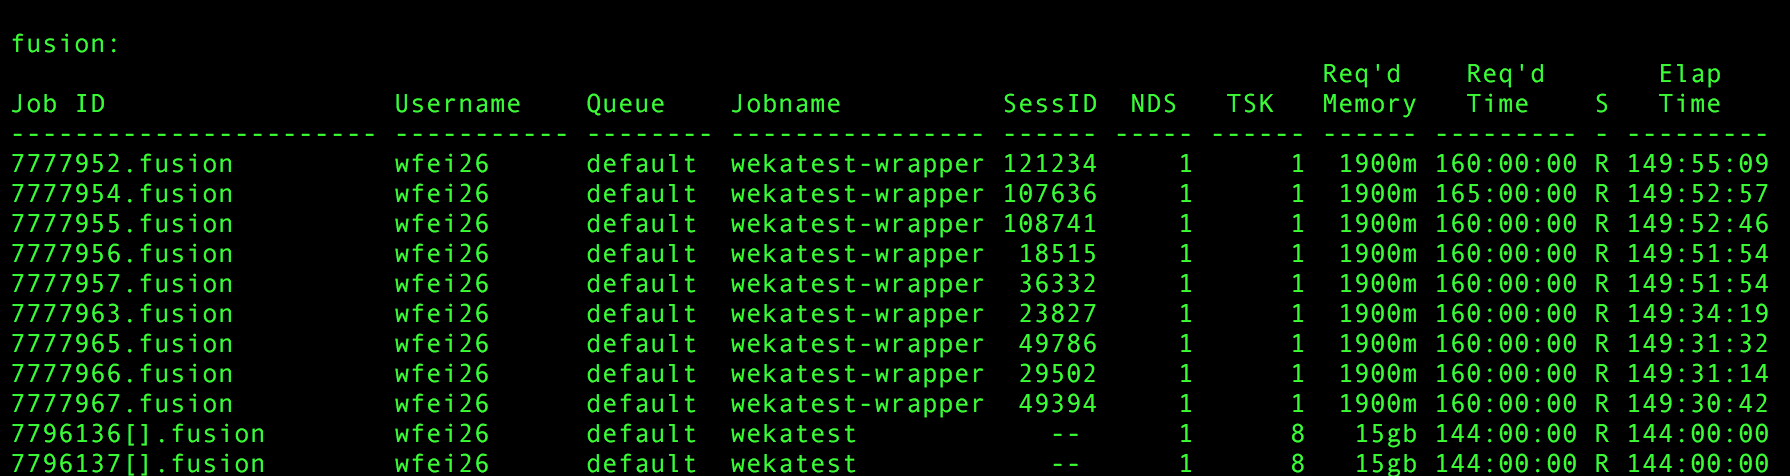 fusion:
                                                                                   Req'd    Req'd       Elap
Job ID                  Username    Queue    Jobname          SessID  NDS   TSK   Memory   Time    S   Time
----------------------- ----------- -------- ---------------- ------ ----- ------ ------ --------- - ---------
7777952.fusion          wfei26      default  wekatest-wrapper 121234     1      1  1900m 160:00:00 R 149:55:09
7777954.fusion          wfei26      default  wekatest-wrapper 107636     1      1  1900m 165:00:00 R 149:52:57
7777955.fusion          wfei26      default  wekatest-wrapper 108741     1      1  1900m 160:00:00 R 149:52:46
7777956.fusion          wfei26      default  wekatest-wrapper  18515     1      1  1900m 160:00:00 R 149:51:54
7777957.fusion          wfei26      default  wekatest-wrapper  36332     1      1  1900m 160:00:00 R 149:51:54
7777963.fusion          wfei26      default  wekatest-wrapper  23827     1      1  1900m 160:00:00 R 149:34:19
7777965.fusion          wfei26      default  wekatest-wrapper  49786     1      1  1900m 160:00:00 R 149:31:32
7777966.fusion          wfei26      default  wekatest-wrapper  29502     1      1  1900m 160:00:00 R 149:31:14
7777967.fusion          wfei26      default  wekatest-wrapper  49394     1      1  1900m 160:00:00 R 149:30:42
7796136[].fusion        wfei26      default  wekatest            --      1      8   15gb 144:00:00 R 144:00:00
7796137[].fusion        wfei26      default  wekatest            --      1      8   15gb 144:00:00 R 144:00:00